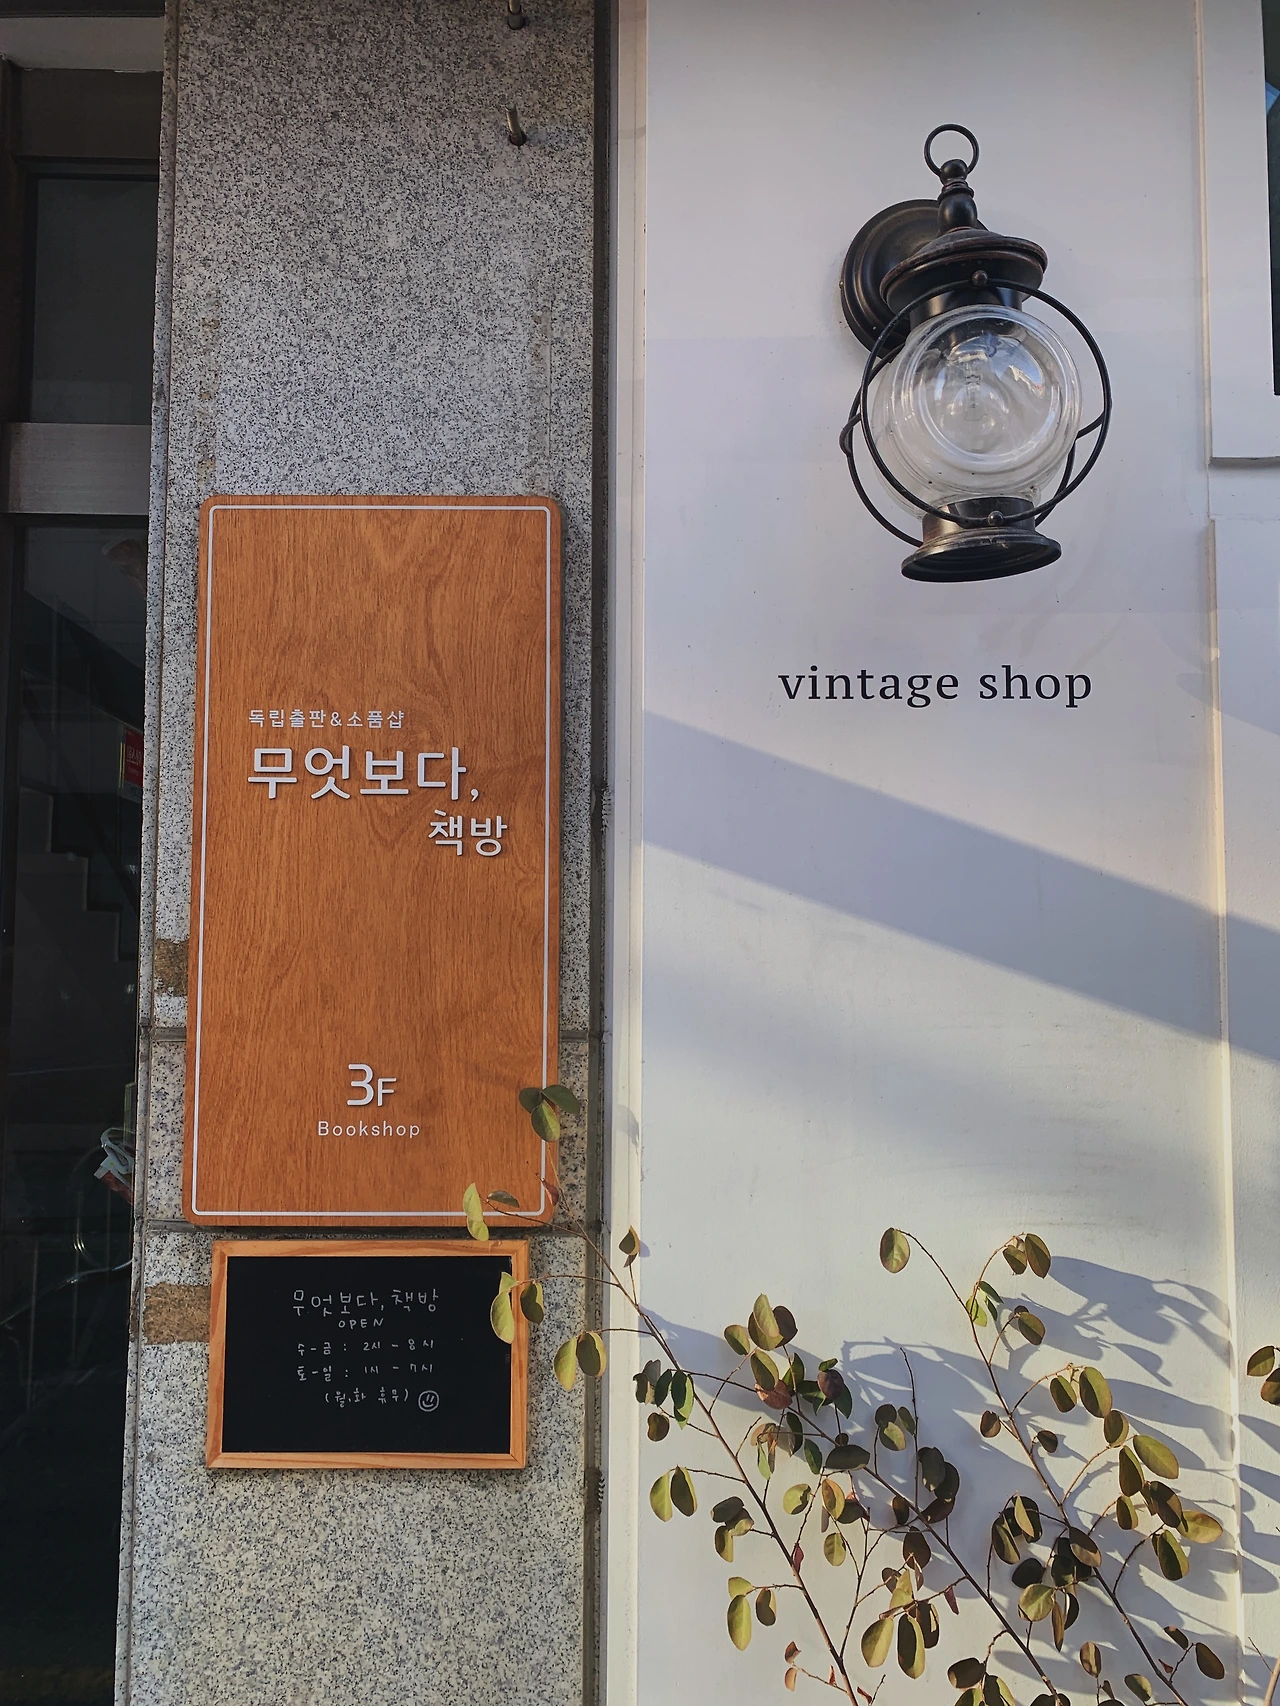 독립출판&소품샵
무엇보다,
책방
3F
Bookshop
무엇보다, 책방
OPEN
수-금 : 2시 - 8시
토-일 : 1시 - 7시
(월,화 휴무)
vintage shop